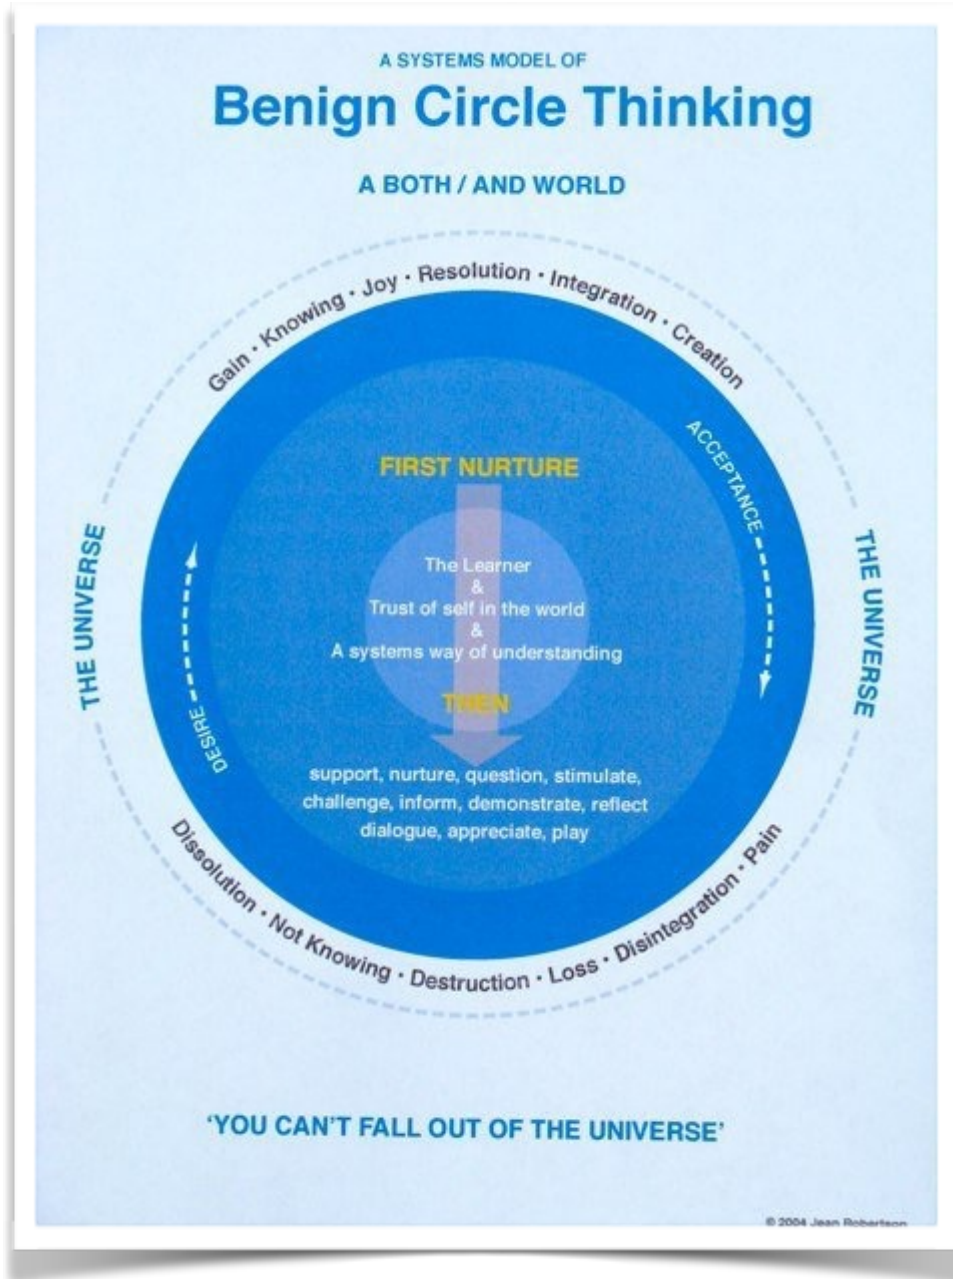 A SYSTEMS MODEL OF
Benign Circle Thinking
A BOTH / AND WORLD
Gain · Knowing · Joy · Resolution · Integration · Creation
ACCEPTANCE
FIRST NURTURE
The Learner
&
Trust of self in the world
&
A systems way of understanding
THEN
THE UNIVERSE
THE UNIVERSE
DESIRE
support, nurture, question, stimulate,
challenge, inform, demonstrate, reflect
dialogue, appreciate, play
Dissolution · Not Knowing · Destruction · Loss · Disintegration · Pain
‘YOU CAN’T FALL OUT OF THE UNIVERSE’
© 2004 Jean Robertson